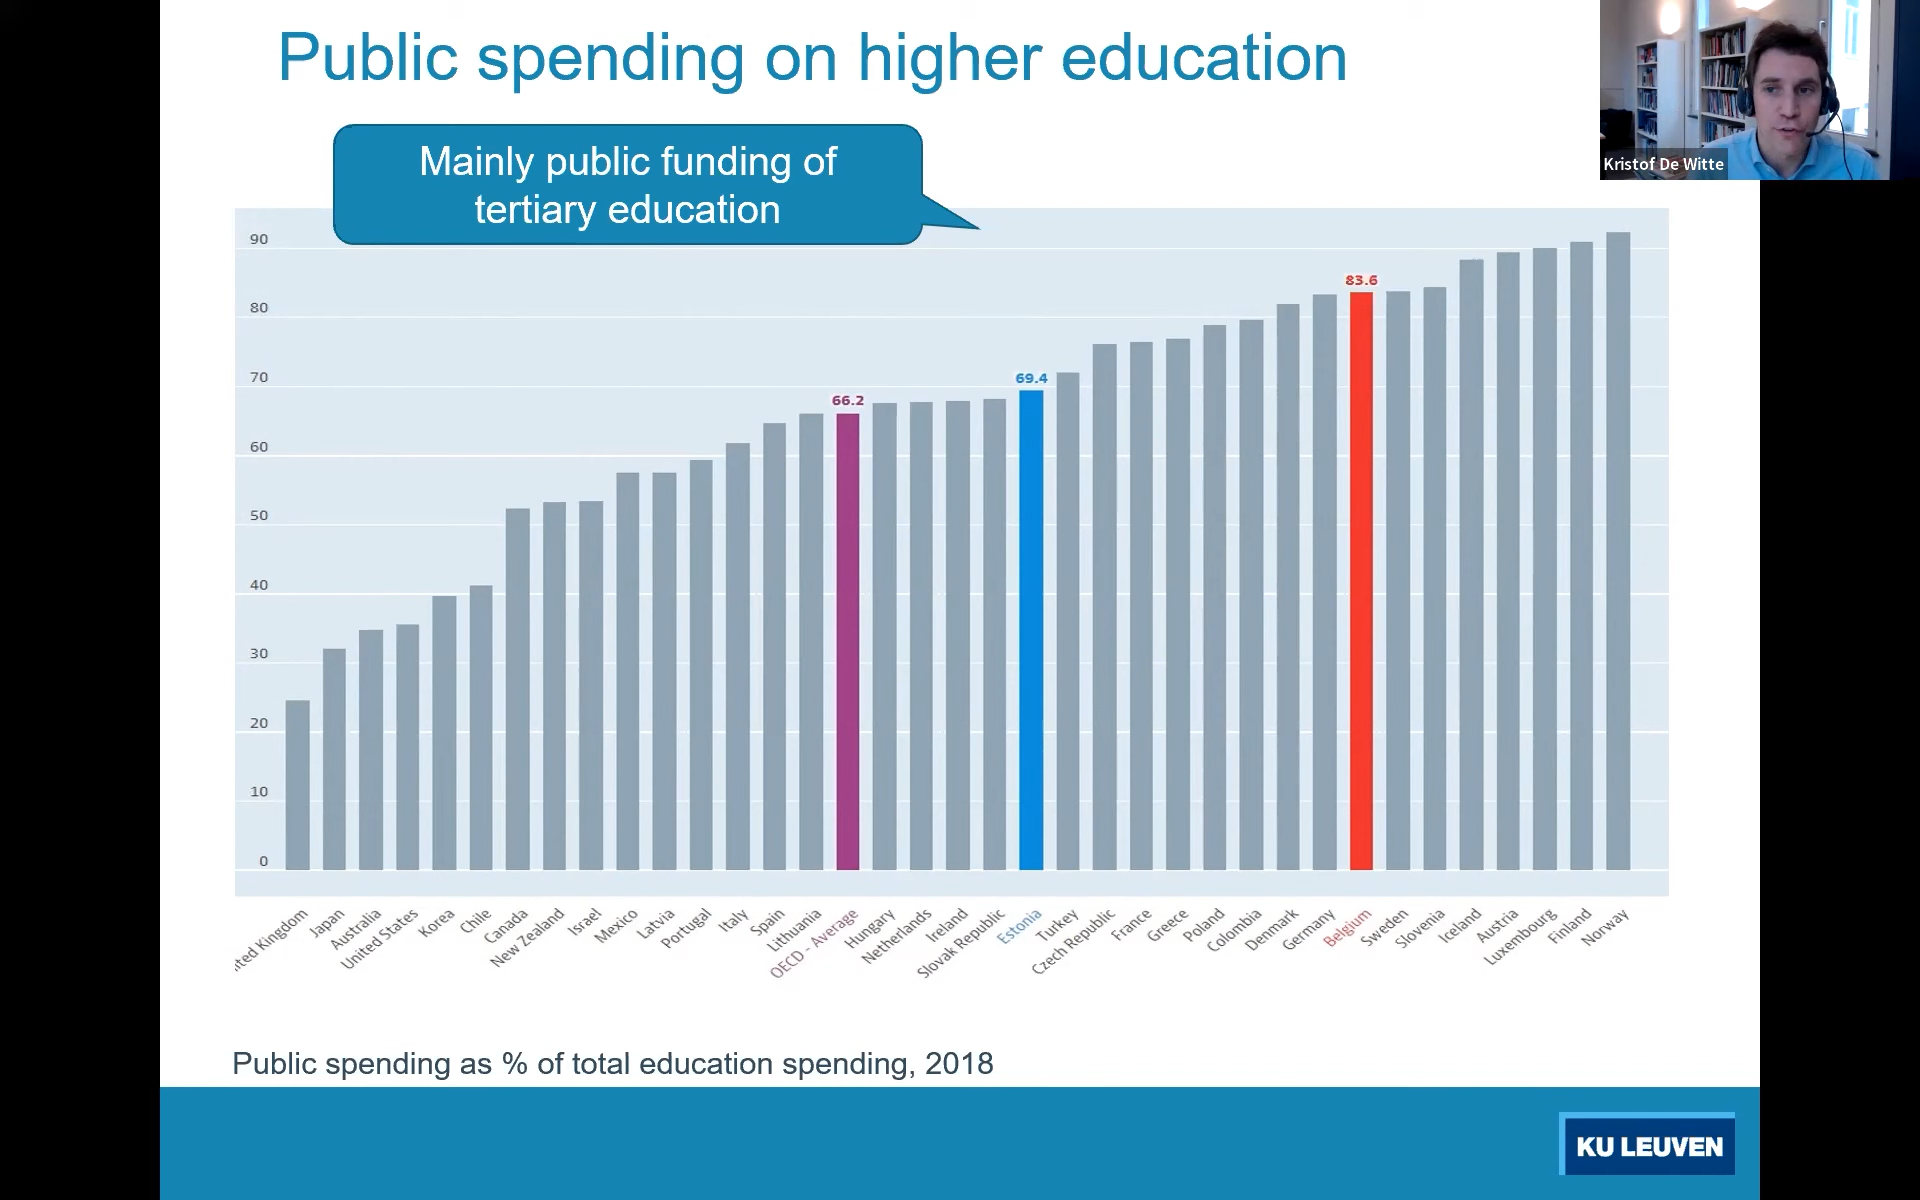 Public spending on higher education
Kristof De Witte
Mainly public funding of
tertiary education
90
80
70
60
50
40
30
20
10
0
66.2
69.4
83.6
ited Kingdom
Japan
Australia
United States
Korea
Chile
Canada
New Zealand
Israel
Mexico
Latvia
Portugal
Italy
Spain
Lithuania
OECD - Average
Hungary
Netherlands
Ireland
Slovak Republic
Estonia
Turkey
Czech Republic
France
Greece
Poland
Colombia
Denmark
Germany
Belgium
Sweden
Slovenia
Iceland
Austria
Luxembourg
Finland
Norway
Public spending as % of total education spending, 2018
KU LEUVEN